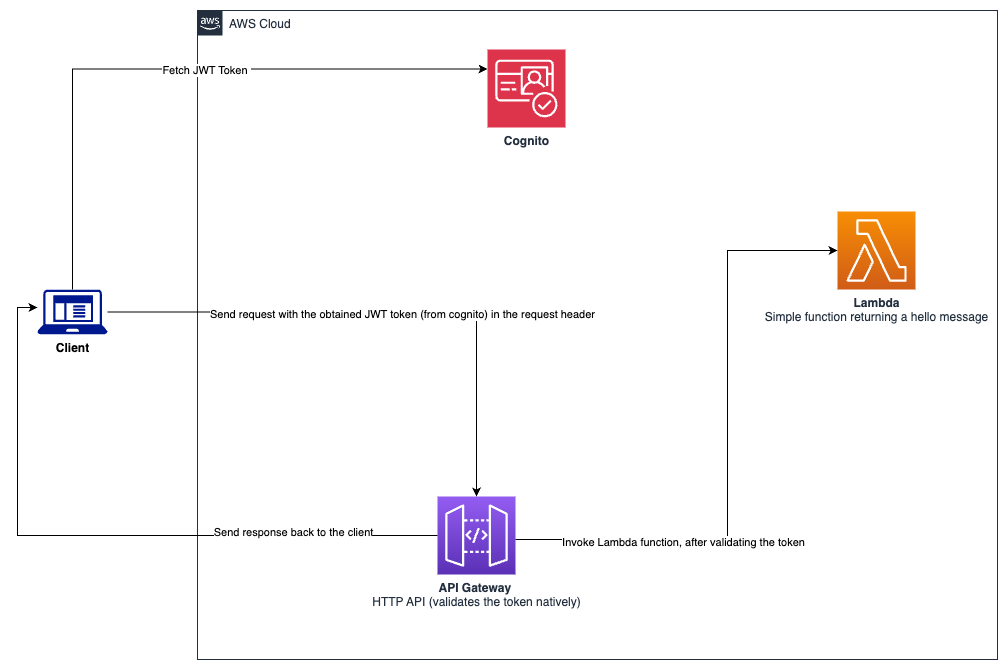 aws
AWS Cloud
Fetch JWT Token
Cognito
Lambda
Simple function returning a hello message
Send request with the obtained JWT token (from cognito) in the request header
Client
Send response back to the client
</>
Invoke Lambda function, after validating the token
API Gateway
HTTP API (validates the token natively)